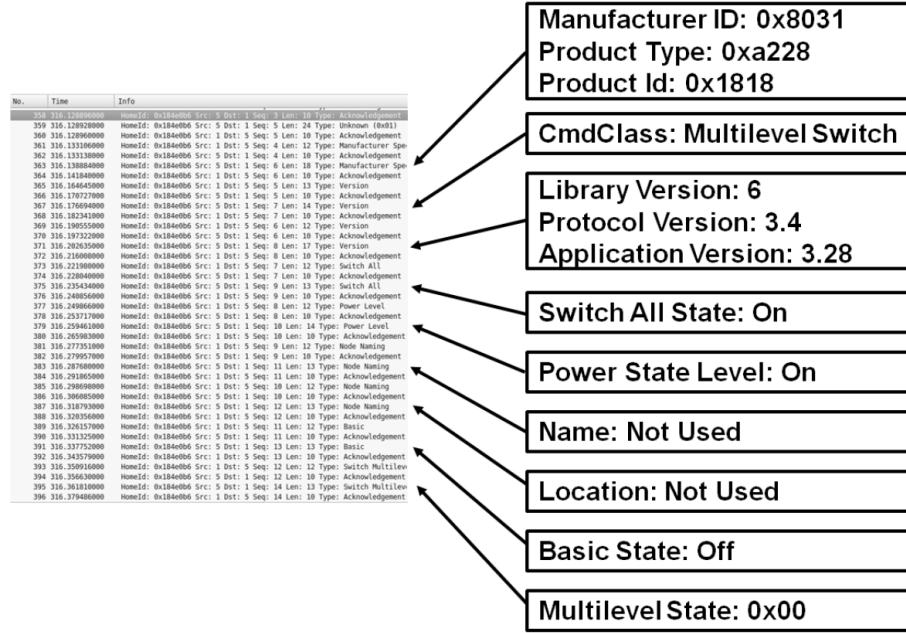 No. Time Info
358 316.128896000 HomeId: 0x184e0b6 Src: 5 Dst: 1 Seq: 3 Len: 10 Type: Acknowledgement
359 316.128928000 HomeId: 0x184e0b6 Src: 5 Dst: 1 Seq: 5 Len: 24 Type: Unknown (0x01)
360 316.128960000 HomeId: 0x184e0b6 Src: 1 Dst: 5 Seq: 5 Len: 10 Type: Acknowledgement
361 316.133106000 HomeId: 0x184e0b6 Src: 1 Dst: 5 Seq: 4 Len: 12 Type: Manufacturer Spe
362 316.133138000 HomeId: 0x184e0b6 Src: 5 Dst: 1 Seq: 4 Len: 10 Type: Acknowledgement
363 316.138884000 HomeId: 0x184e0b6 Src: 5 Dst: 1 Seq: 6 Len: 18 Type: Manufacturer Spe
364 316.141840000 HomeId: 0x184e0b6 Src: 1 Dst: 5 Seq: 6 Len: 10 Type: Acknowledgement
365 316.164645000 HomeId: 0x184e0b6 Src: 1 Dst: 5 Seq: 5 Len: 13 Type: Version
366 316.170727000 HomeId: 0x184e0b6 Src: 5 Dst: 1 Seq: 5 Len: 10 Type: Acknowledgement
367 316.176694000 HomeId: 0x184e0b6 Src: 5 Dst: 1 Seq: 7 Len: 14 Type: Version
368 316.182341000 HomeId: 0x184e0b6 Src: 1 Dst: 5 Seq: 7 Len: 10 Type: Acknowledgement
369 316.190555000 HomeId: 0x184e0b6 Src: 1 Dst: 5 Seq: 6 Len: 12 Type: Version
370 316.197322000 HomeId: 0x184e0b6 Src: 5 Dst: 1 Seq: 6 Len: 10 Type: Acknowledgement
371 316.202635000 HomeId: 0x184e0b6 Src: 5 Dst: 1 Seq: 8 Len: 17 Type: Version
372 316.216008000 HomeId: 0x184e0b6 Src: 1 Dst: 5 Seq: 8 Len: 10 Type: Acknowledgement
373 316.221980000 HomeId: 0x184e0b6 Src: 1 Dst: 5 Seq: 7 Len: 12 Type: Switch All
374 316.228040000 HomeId: 0x184e0b6 Src: 5 Dst: 1 Seq: 7 Len: 10 Type: Acknowledgement
375 316.235434000 HomeId: 0x184e0b6 Src: 5 Dst: 1 Seq: 9 Len: 13 Type: Switch All
376 316.240856000 HomeId: 0x184e0b6 Src: 1 Dst: 5 Seq: 9 Len: 10 Type: Acknowledgement
377 316.249866000 HomeId: 0x184e0b6 Src: 1 Dst: 5 Seq: 8 Len: 12 Type: Power Level
378 316.253717000 HomeId: 0x184e0b6 Src: 5 Dst: 1 Seq: 8 Len: 10 Type: Acknowledgement
379 316.259461000 HomeId: 0x184e0b6 Src: 5 Dst: 1 Seq: 10 Len: 14 Type: Power Level
380 316.265983000 HomeId: 0x184e0b6 Src: 1 Dst: 5 Seq: 10 Len: 10 Type: Acknowledgement
381 316.277351000 HomeId: 0x184e0b6 Src: 1 Dst: 5 Seq: 9 Len: 12 Type: Node Naming
382 316.279957000 HomeId: 0x184e0b6 Src: 5 Dst: 1 Seq: 9 Len: 10 Type: Acknowledgement
383 316.287680000 HomeId: 0x184e0b6 Src: 5 Dst: 1 Seq: 11 Len: 13 Type: Node Naming
384 316.291865000 HomeId: 0x184e0b6 Src: 1 Dst: 5 Seq: 11 Len: 10 Type: Acknowledgement
385 316.298698000 HomeId: 0x184e0b6 Src: 1 Dst: 5 Seq: 10 Len: 12 Type: Node Naming
386 316.306085000 HomeId: 0x184e0b6 Src: 5 Dst: 1 Seq: 10 Len: 10 Type: Acknowledgement
387 316.318793000 HomeId: 0x184e0b6 Src: 5 Dst: 1 Seq: 12 Len: 13 Type: Node Naming
388 316.320356000 HomeId: 0x184e0b6 Src: 1 Dst: 5 Seq: 12 Len: 10 Type: Acknowledgement
389 316.326157000 HomeId: 0x184e0b6 Src: 1 Dst: 5 Seq: 11 Len: 12 Type: Basic
390 316.331325000 HomeId: 0x184e0b6 Src: 5 Dst: 1 Seq: 11 Len: 10 Type: Acknowledgement
391 316.337752000 HomeId: 0x184e0b6 Src: 5 Dst: 1 Seq: 13 Len: 13 Type: Basic
392 316.343579000 HomeId: 0x184e0b6 Src: 1 Dst: 5 Seq: 13 Len: 10 Type: Acknowledgement
393 316.350916000 HomeId: 0x184e0b6 Src: 1 Dst: 5 Seq: 12 Len: 12 Type: Switch Multileve
394 316.356630000 HomeId: 0x184e0b6 Src: 5 Dst: 1 Seq: 12 Len: 10 Type: Acknowledgement
395 316.361810000 HomeId: 0x184e0b6 Src: 5 Dst: 1 Seq: 14 Len: 13 Type: Switch Multileve
396 316.379486000 HomeId: 0x184e0b6 Src: 1 Dst: 5 Seq: 14 Len: 10 Type: Acknowledgement
Manufacturer ID: 0x8031
Product Type: 0xa228
Product Id: 0x1818
CmdClass: Multilevel Switch
Library Version: 6
Protocol Version: 3.4
Application Version: 3.28
Switch All State: On
Power State Level: On
Name: Not Used
Location: Not Used
Basic State: Off
Multilevel State: 0x00